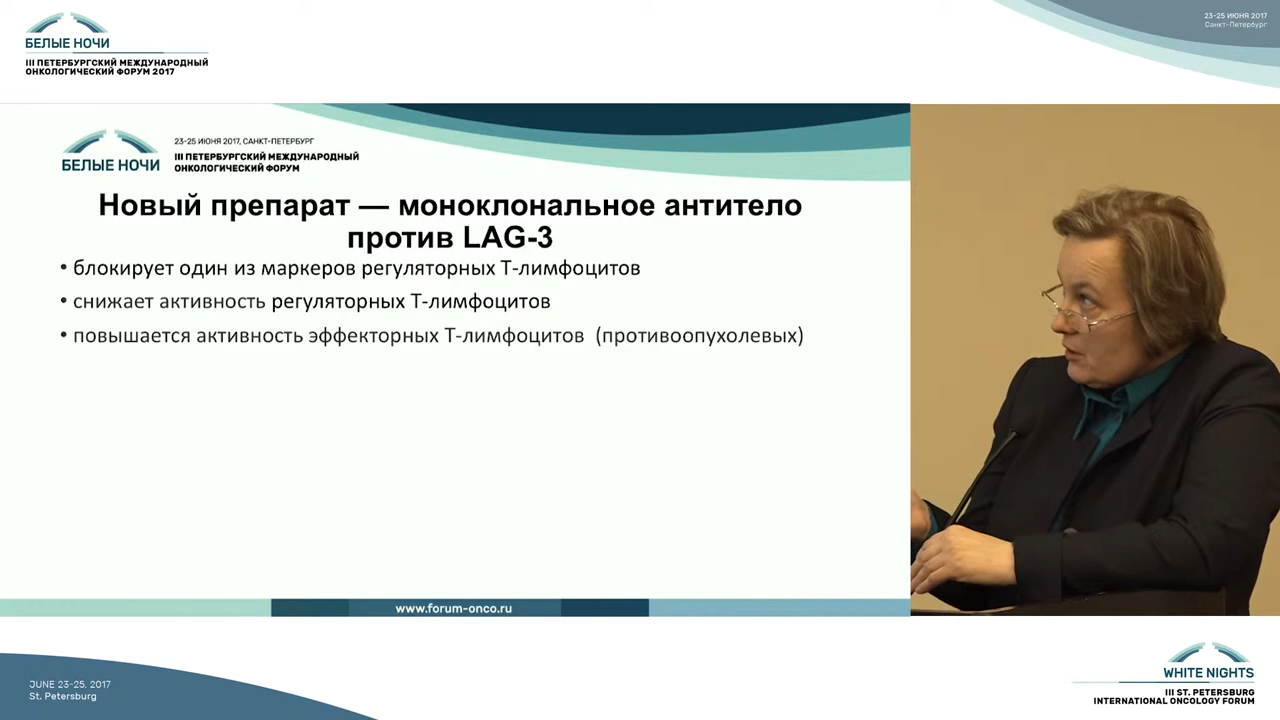 БЕЛЫЕ НОЧИ
III ПЕТЕРБУРГСКИЙ МЕЖДУНАРОДНЫЙ
ОНКОЛОГИЧЕСКИЙ ФОРУМ 2017
23-25 ИЮНЯ 2017
Санкт-Петербург
БЕЛЫЕ НОЧИ
23-25 ИЮНЯ 2017, САНКТ-ПЕТЕРБУРГ
III ПЕТЕРБУРГСКИЙ МЕЖДУНАРОДНЫЙ
ОНКОЛОГИЧЕСКИЙ ФОРУМ
Новый препарат — моноклональное антитело
против LAG-3
• блокирует один из маркеров регуляторных Т-лимфоцитов
• снижает активность регуляторных Т-лимфоцитов
• повышается активность эффекторных Т-лимфоцитов (противоопухолевых)
www.forum-onco.ru
JUNE 23-25, 2017
St. Petersburg
WHITE NIGHTS
III ST. PETERSBURG
INTERNATIONAL ONCOLOGY FORUM